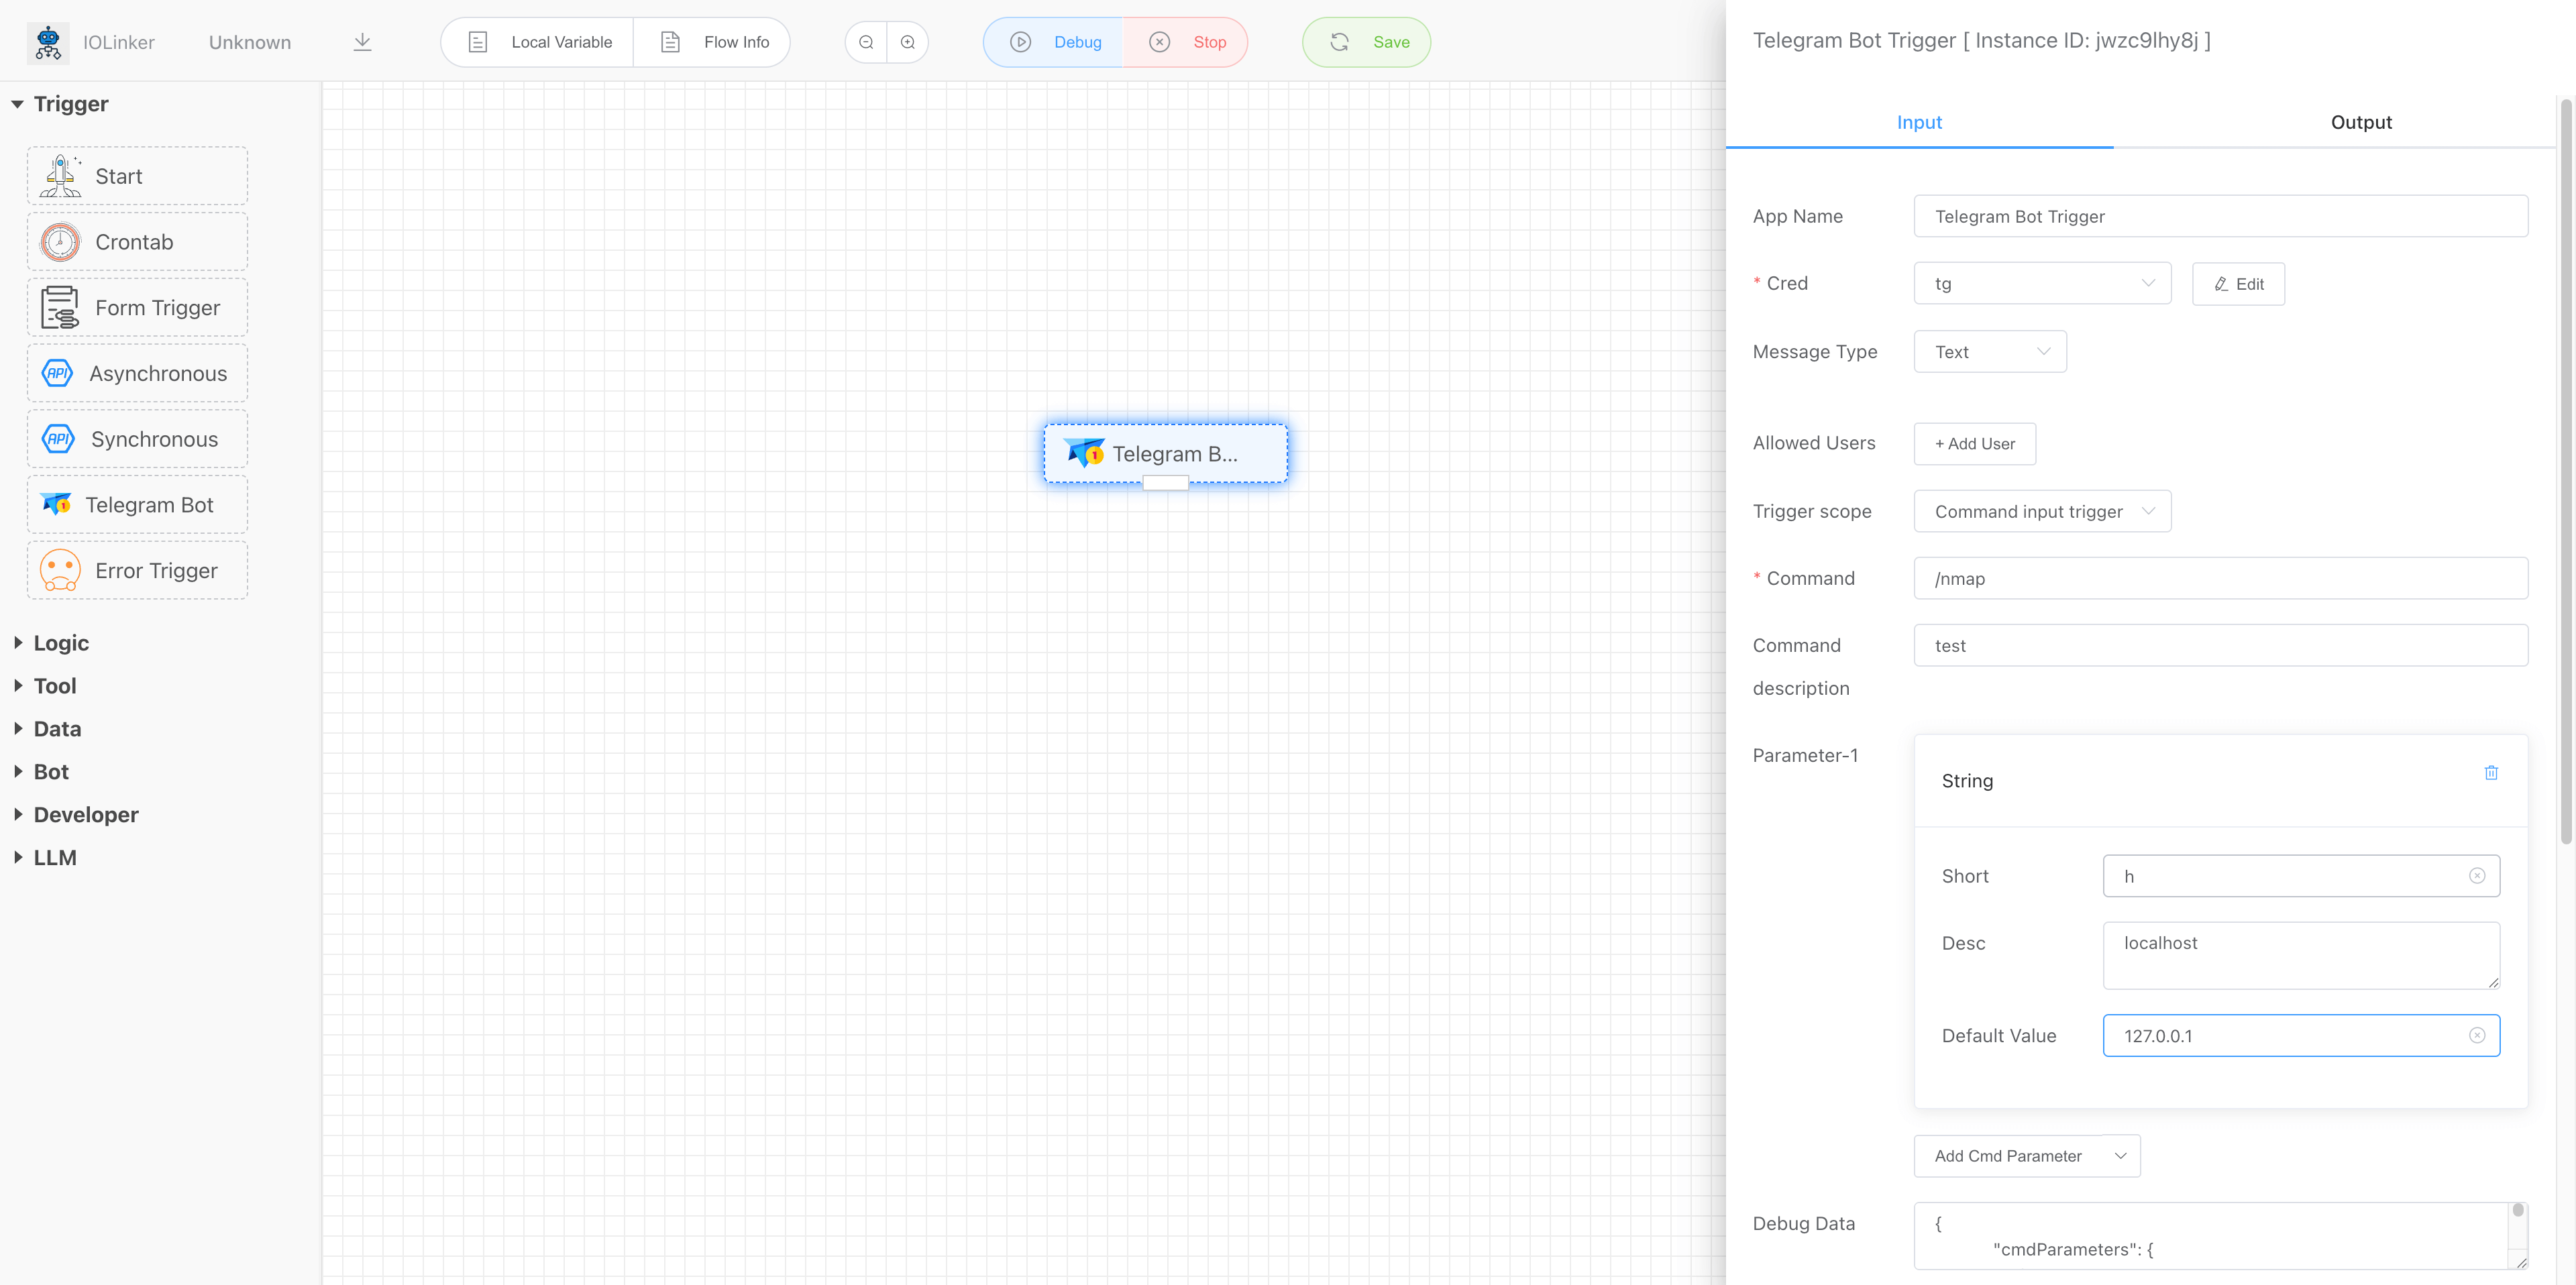 IOLinker
Unknown
Local Variable
Flow Info
Debug
Stop
Save
Trigger
Start
Crontab
Form Trigger
API
Asynchronous
API
Synchronous
1
Telegram Bot
Error Trigger
Logic
Tool
Data
Bot
Developer
LLM
1
Telegram B...
Telegram Bot Trigger [ Instance ID: jwzc9lhy8j ]
Input
Output
App Name
Telegram Bot Trigger
* Cred
tg
Edit
Message Type
Text
Allowed Users
+ Add User
Trigger scope
Command input trigger
* Command
/nmap
Command
description
test
Parameter-1
String
Short
h
Desc
localhost
Default Value
127.0.0.1
Add Cmd Parameter
Debug Data
{
"cmdParameters": {